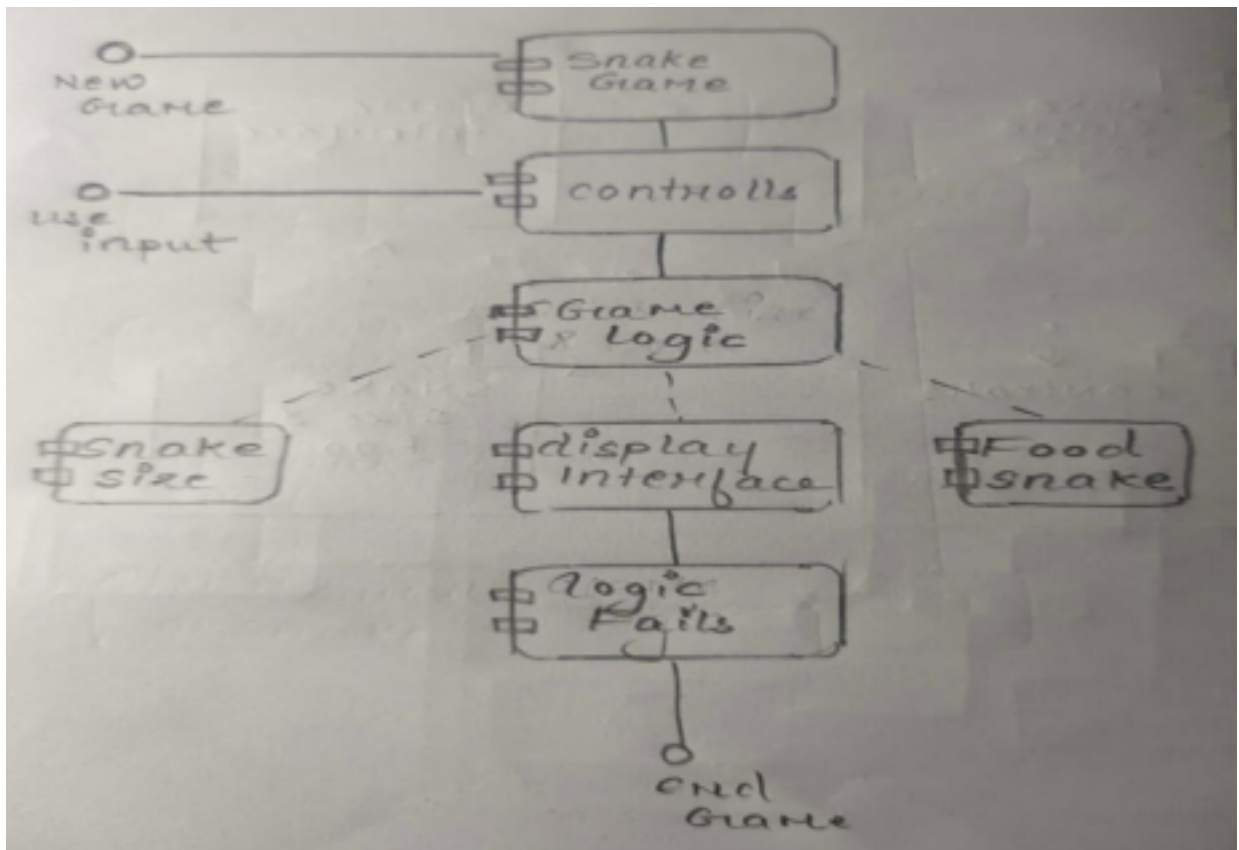 Snake
Game
New
Game
controlls
use
input
Game
Logic
Snake
size
display
Interface
Food
snake
Logic
Fails
end
Game